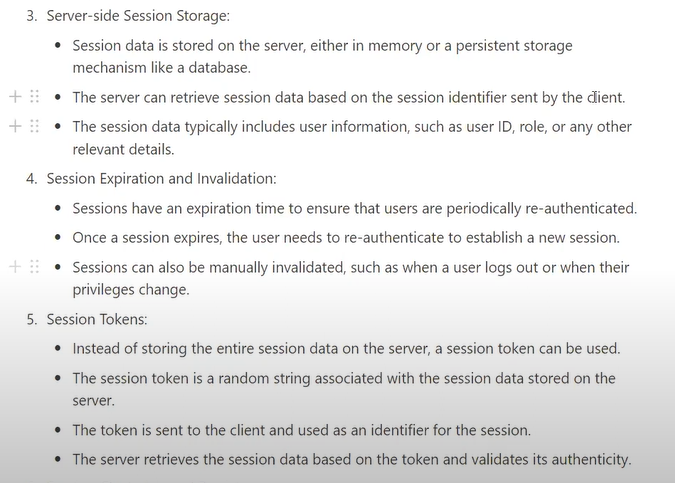 3. Server-side Session Storage:
• Session data is stored on the server, either in memory or a persistent storage
mechanism like a database.
• The server can retrieve session data based on the session identifier sent by the client.
• The session data typically includes user information, such as user ID, role, or any other
relevant details.
4. Session Expiration and Invalidation:
• Sessions have an expiration time to ensure that users are periodically re-authenticated.
• Once a session expires, the user needs to re-authenticate to establish a new session.
• Sessions can also be manually invalidated, such as when a user logs out or when their
privileges change.
5. Session Tokens:
• Instead of storing the entire session data on the server, a session token can be used.
• The session token is a random string associated with the session data stored on the
server.
• The token is sent to the client and used as an identifier for the session.
• The server retrieves the session data based on the token and validates its authenticity.